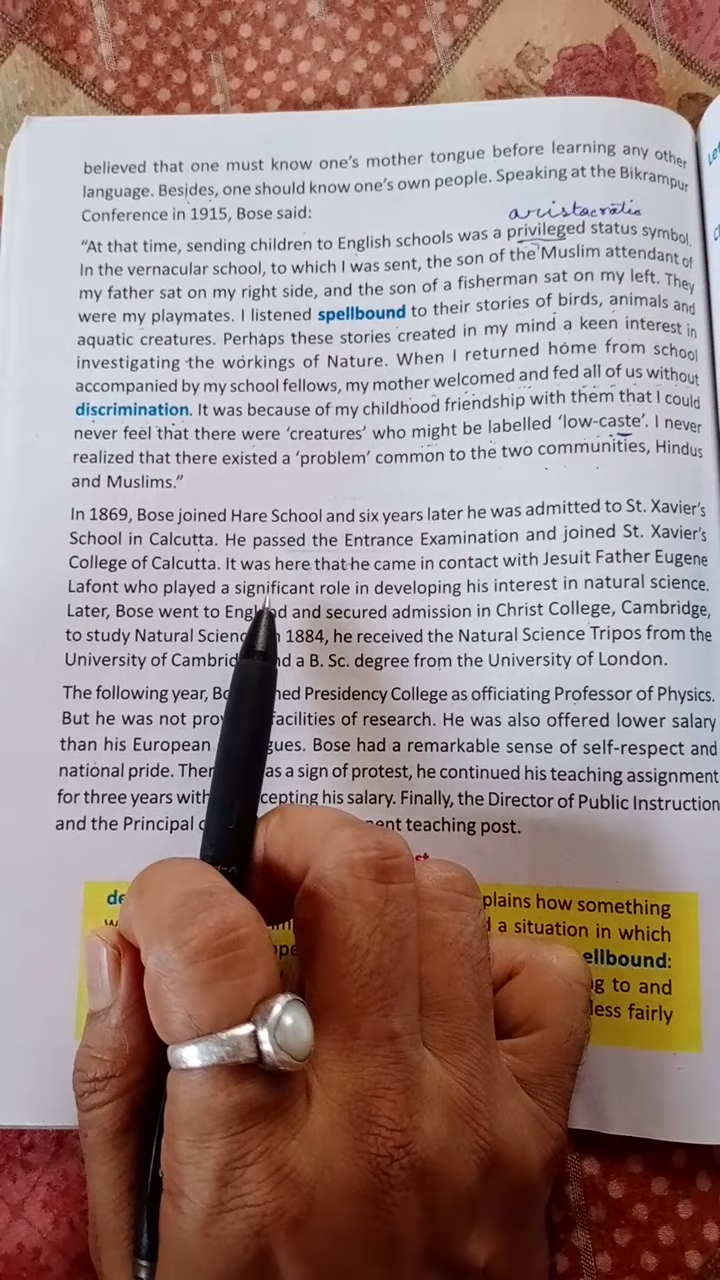 believed that one must know one's mother tongue before learning any other
language. Besides, one should know one's own people. Speaking at the Bikrampur
Conference in 1915, Bose said:
aristocratic
"At that time, sending children to English schools was a privileged status symbol.
In the vernacular school, to which I was sent, the son of the Muslim attendant of
my father sat on my right side, and the son of a fisherman sat on my left. They
were my playmates. I listened spellbound to their stories of birds, animals and
aquatic creatures. Perhaps these stories created in my mind a keen interest in
investigating the workings of Nature. When I returned home from school
accompanied by my school fellows, my mother welcomed and fed all of us without
discrimination. It was because of my childhood friendship with them that I could
never feel that there were 'creatures' who might be labelled 'low-caste'. I never
realized that there existed a 'problem' common to the two communities, Hindus
and Muslims."
In 1869, Bose joined Hare School and six years later he was admitted to St. Xavier's
School in Calcutta. He passed the Entrance Examination and joined St. Xavier's
College of Calcutta. It was here that he came in contact with Jesuit Father Eugene
Lafont who played a significant role in developing his interest in natural science.
Later, Bose went to England and secured admission in Christ College, Cambridge,
to study Natural Science 1884, he received the Natural Science Tripos from the
University of Cambridge and a B. Sc. degree from the University of London.
The following year, ned Presidency College as officiating Professor of Physics.
But he was not facilities of research. He was also offered lower salary
than his European gues. Bose had a remarkable sense of self-respect and
national pride. as a sign of protest, he continued his teaching assignment
for three years cepting his salary. Finally, the Director of Public Instruction
and the Principal nent teaching post.
plains how something
a situation in which
ellbound:
g to and
less fairly